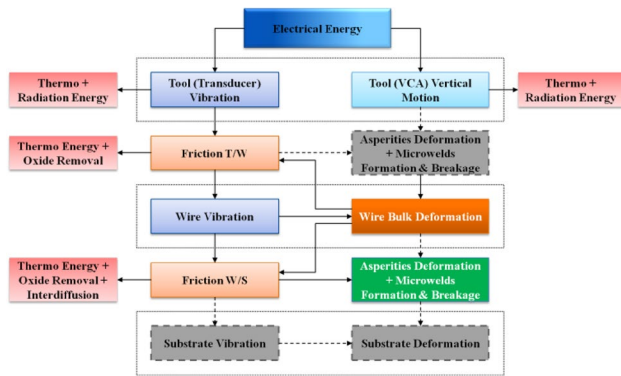 Electrical Energy
Thermo +
Radiation Energy
Tool (Transducer)
Vibration
Tool (VCA) Vertical
Motion
Thermo +
Radiation Energy
Thermo Energy +
Oxide Removal
Friction T/W
Asperities Deformation
+ Microwelds
Formation & Breakage
Wire Vibration
Wire Bulk Deformation
Thermo Energy +
Oxide Removal +
Interdiffusion
Friction W/S
Asperities Deformation
+ Microwelds
Formation & Breakage
Substrate Vibration
Substrate Deformation